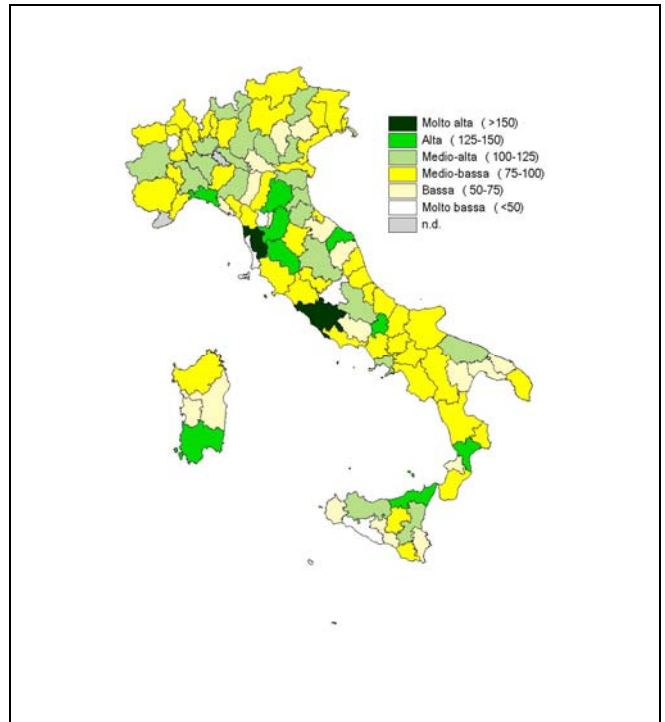 Molto alta ( >150)
Alta ( 125-150)
Medio-alta ( 100-125)
Medio-bassa ( 75-100)
Bassa ( 50-75)
Molto bassa ( <50)
n.d.